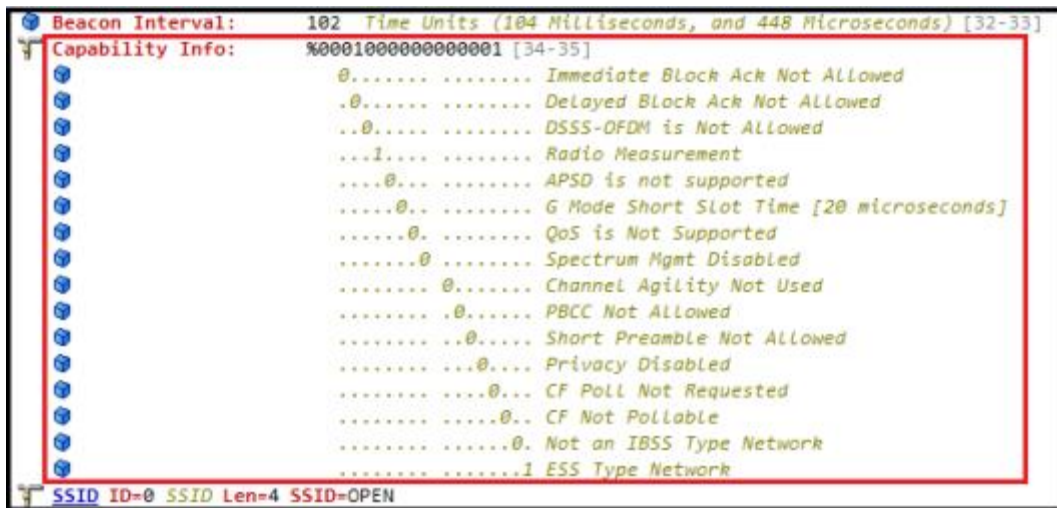 Beacon Interval: 102 Time Units (104 Milliseconds, and 448 Microseconds) [32-33]
Capability Info: %0001000000000001 [34-35]
0....... ........ Immediate Block Ack Not Allowed
.0...... ........ Delayed Block Ack Not Allowed
..0..... ........ DSSS-OFDM is Not Allowed
...1.... ........ Radio Measurement
....0... ........ APSD is not supported
.....0.. ........ G Mode Short Slot Time [20 microseconds]
......0. ........ QoS is Not Supported
.......0 ........ Spectrum Mgmt Disabled
........ 0....... Channel Agility Not Used
........ .0...... PBCC Not Allowed
........ ..0..... Short Preamble Not Allowed
........ ...0.... Privacy Disabled
........ ....0... CF Poll Not Requested
........ .....0.. CF Not Pollable
........ ......0. Not an IBSS Type Network
........ .......1 ESS Type Network
SSID ID=0 SSID Len=4 SSID=OPEN